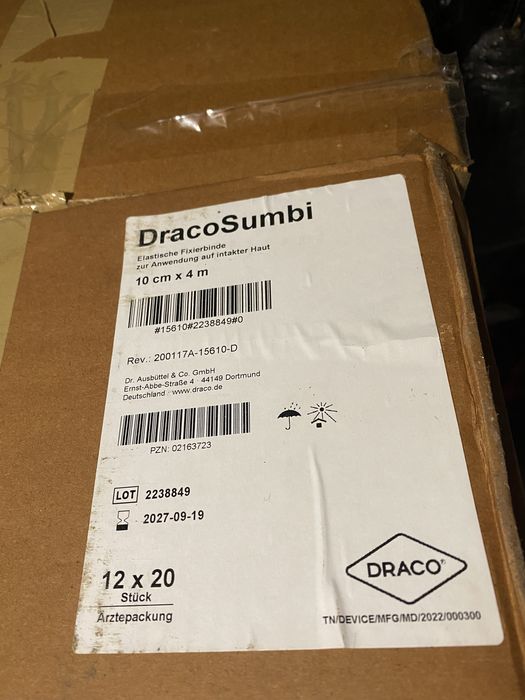 DracoSumbi
Elastische Fixierbinde
zur Anwendung auf intakter Haut
10 cm x 4 m
#15610#2238849#0
Rev.: 200117A-15610-D
Dr. Ausbüttel & Co. GmbH
Ernst-Abbe-Straße 4 · 44149 Dortmund
Deutschland · www.draco.de
PZN: 02163723
LOT 2238849
2027-09-19
12 x 20
Stück
Ärztepackung
DRACO®
TN/DEVICE/MFG/MD/2022/000300